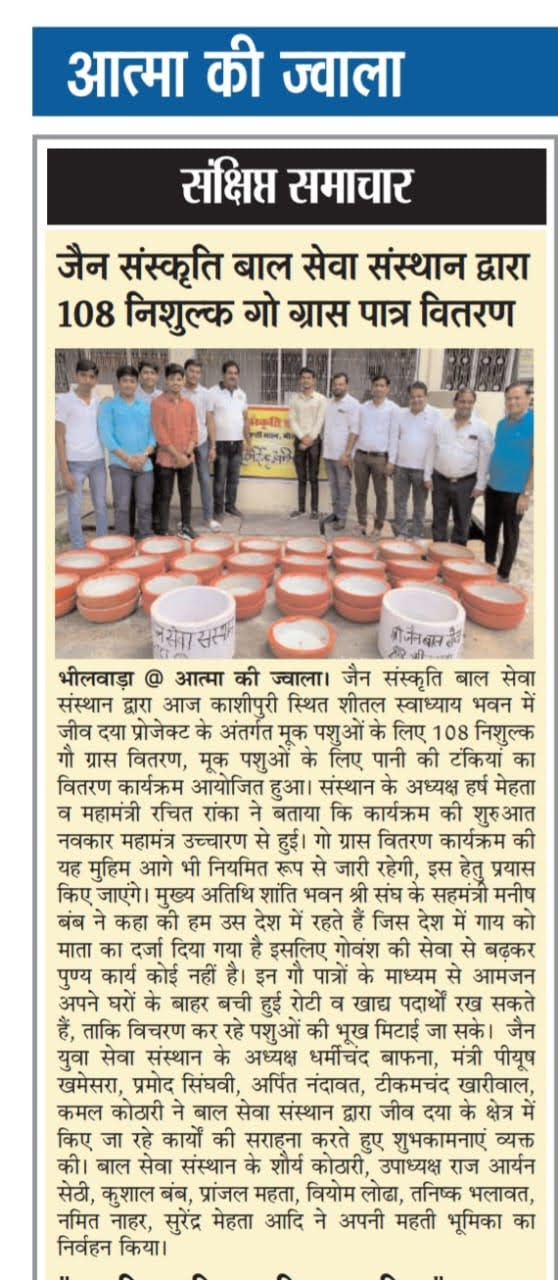 आत्मा की ज्वाला
संक्षिप्त समाचार
जैन संस्कृति बाल सेवा संस्थान द्वारा
108 निशुल्क गो ग्रास पात्र वितरण
भीलवाड़ा @ आत्मा की ज्वाला। जैन संस्कृति बाल सेवा
संस्थान द्वारा आज काशीपुरी स्थित शीतल स्वाध्याय भवन में
जीव दया प्रोजेक्ट के अंतर्गत मूक पशुओं के लिए 108 निशुल्क
गौ ग्रास वितरण, मूक पशुओं के लिए पानी की टंकियां का
वितरण कार्यक्रम आयोजित हुआ। संस्थान के अध्यक्ष हर्ष मेहता
व महामंत्री रचित रांका ने बताया कि कार्यक्रम की शुरुआत
नवकार महामंत्र उच्चारण से हुई। गो ग्रास वितरण कार्यक्रम की
यह मुहिम आगे भी नियमित रूप से जारी रहेगी, इस हेतु प्रयास
किए जाएंगे। मुख्य अतिथि शांति भवन श्री संघ के सहमंत्री मनीष
बंब ने कहा की हम उस देश में रहते हैं जिस देश में गाय को
माता का दर्जा दिया गया है इसलिए गोवंश की सेवा से बढ़कर
पुण्य कार्य कोई नहीं है। इन गौ पात्रों के माध्यम से आमजन
अपने घरों के बाहर बची हुई रोटी व खाद्य पदार्थों रख सकते
हैं, ताकि विचरण कर रहे पशुओं की भूख मिटाई जा सके। जैन
युवा सेवा संस्थान के अध्यक्ष धर्मीचंद बाफना, मंत्री पीयूष
खमेसरा, प्रमोद सिंघवी, अर्पित नंदावत, टीकमचंद खारीवाल,
कमल कोठारी ने बाल सेवा संस्थान द्वारा जीव दया के क्षेत्र में
किए जा रहे कार्यों की सराहना करते हुए शुभकामनाएं व्यक्त
की। बाल सेवा संस्थान के शौर्य कोठारी, उपाध्यक्ष राज आर्यन
सेठी, कुशाल बंब, प्रांजल महता, वियोम लोढा, तनिष्क भलावत,
नमित नाहर, सुरेंद्र मेहता आदि ने अपनी महती भूमिका का
निर्वहन किया।